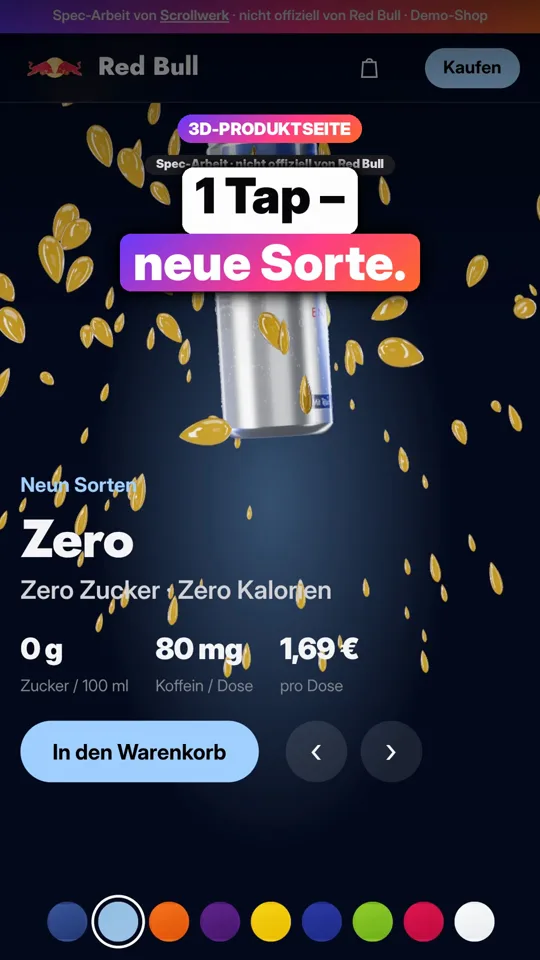 Spec-Arbeit von Scrollwerk · nicht offiziell von Red Bull · Demo-Shop
Red Bull
Kaufen
3D-PRODUKTSEITE
Spec-Arbeit · nicht offiziell von Red Bull
1 Tap –
neue Sorte.
Neun Sorten
Zero
Zero Zucker · Zero Kalorien
0 g
80 mg
1,69 €
Zucker / 100 ml
Koffein / Dose
pro Dose
In den Warenkorb
‹
›